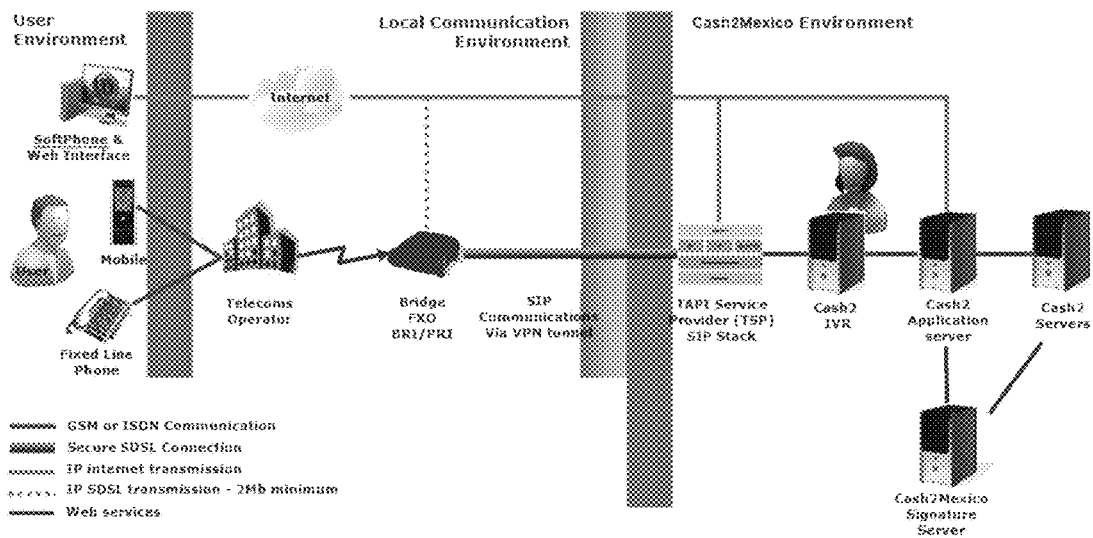 User
Environment
Local Communication
Environment
Cash2Mexico Environment
Internet
SoftPhone &
Web Interface
User
Mobile
Fixed Line
Phone
Telecoms
Operator
Bridge
FXO
BRI/PRI
SIP
Communications
Via VPN tunnel
TAPI Service
Provider (TSP)
SIP Stack
Cash2
IVR
Cash2
Application
server
Cash2
Servers
Cash2Mexico
Signature
Server
GSM or ISDN Communication
Secure SDSL Connection
IP internet transmission
IP SDSL transmission - 2Mb minimum
Web services